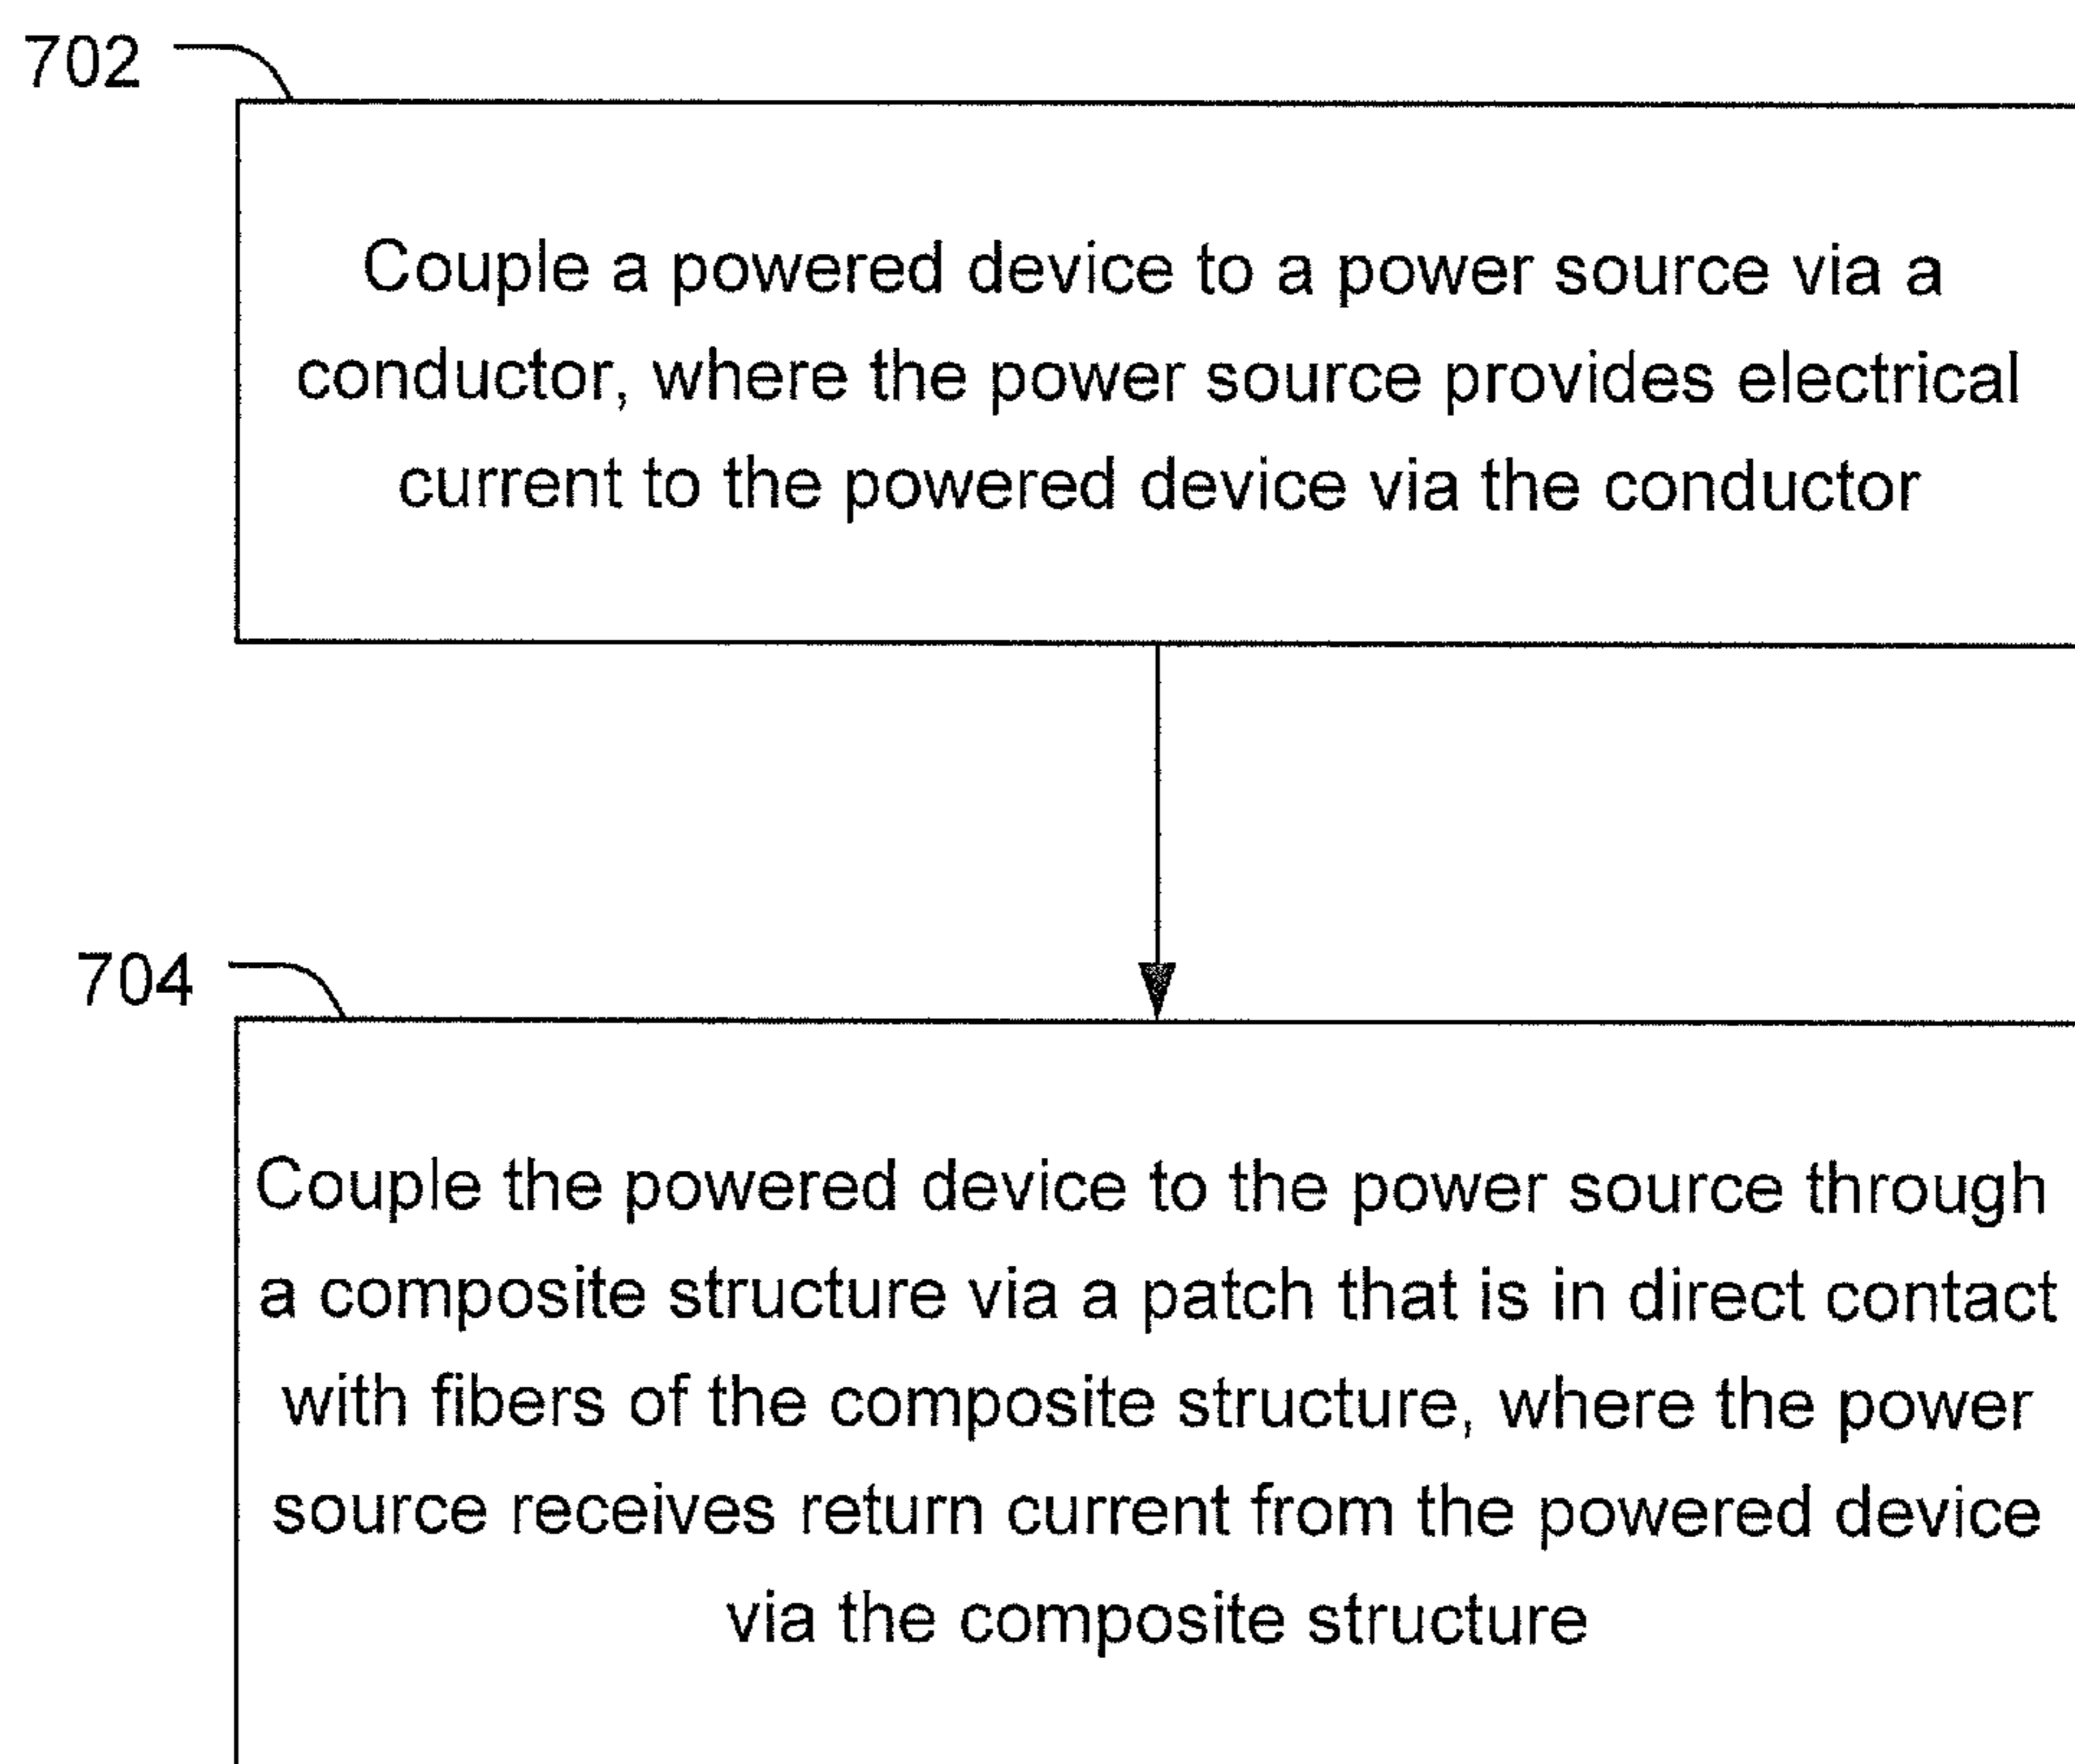 702
Couple a powered device to a power source via a
conductor, where the power source provides electrical
current to the powered device via the conductor
704
Couple the powered device to the power source through
a composite structure via a patch that is in direct contact
with fibers of the composite structure, where the power
source receives return current from the powered device
via the composite structure